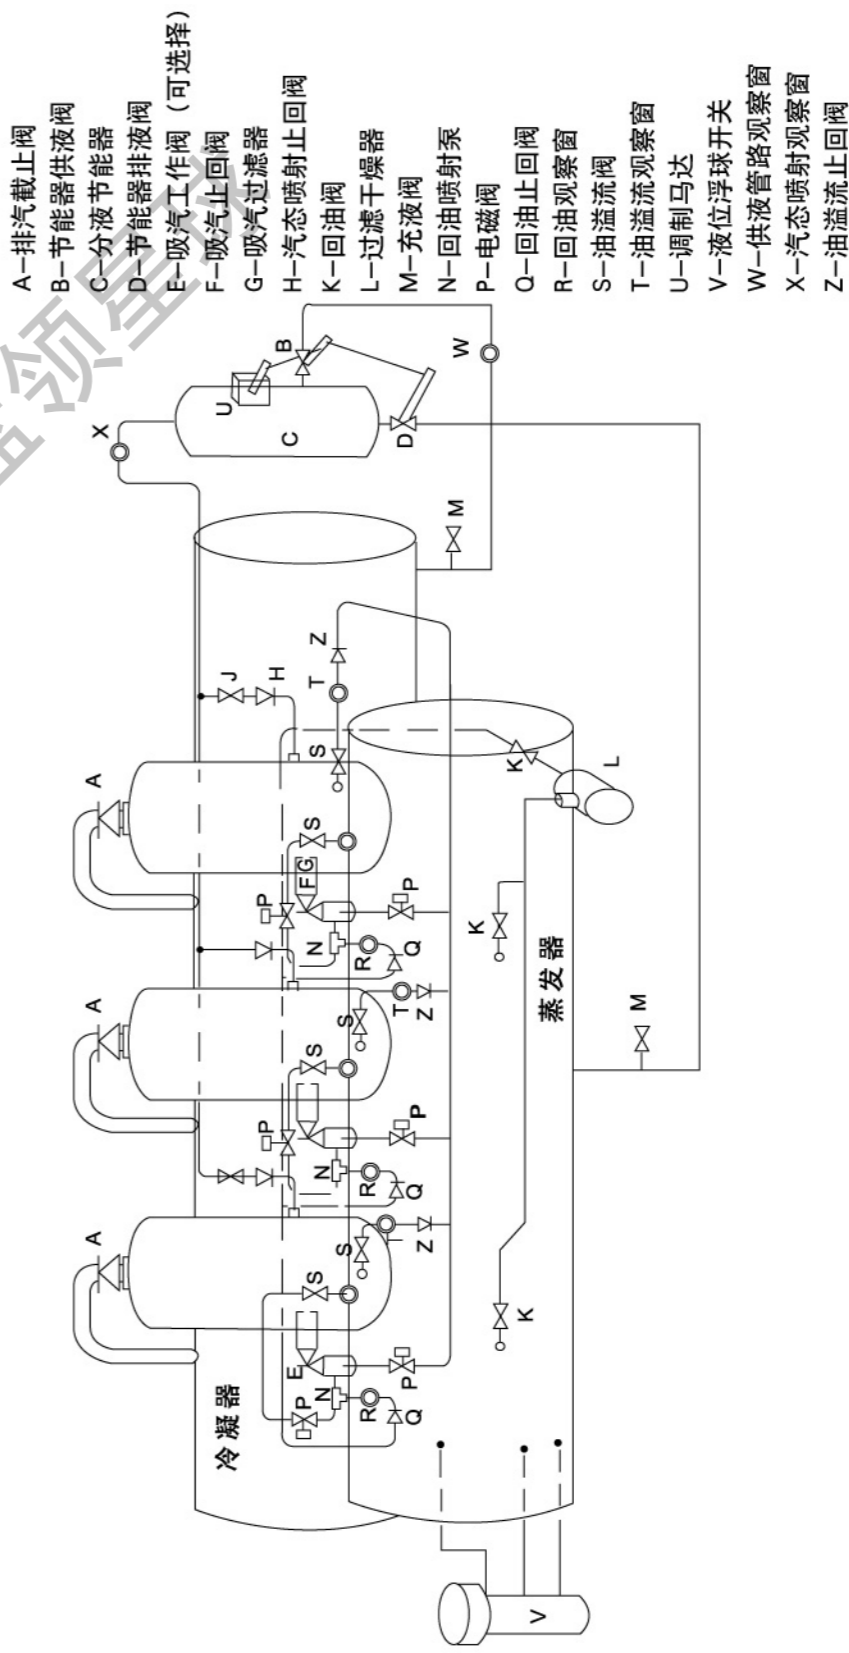 A–排汽截止阀
B–节能器供液阀
C–分液节能器
D–节能器排液阀
E–吸汽工作阀（可选择）
F–吸汽止回阀
G–吸气过滤器
H–汽态喷射止回阀
K–回油阀
L–过滤干燥器
M–充液阀
N–回油喷射泵
P–电磁阀
Q–回油止回阀
R–回油观察窗
S–油溢流阀
T–油溢流观察窗
U–调制马达
V–液位浮球开关
W–供液管路观察窗
X–汽态喷射观察窗
Z–油溢流止回阀
A
A
A
X
冷凝器
J
U
P
P
H
B
C
E
P
F G
S
S
S
S
T
Z
N
N
N
S
S
R
R
R
Q
P
Q
P
T
Q
P
D
Z
Z
M
W
K
K
K
V
蒸发器
L
M
领星球